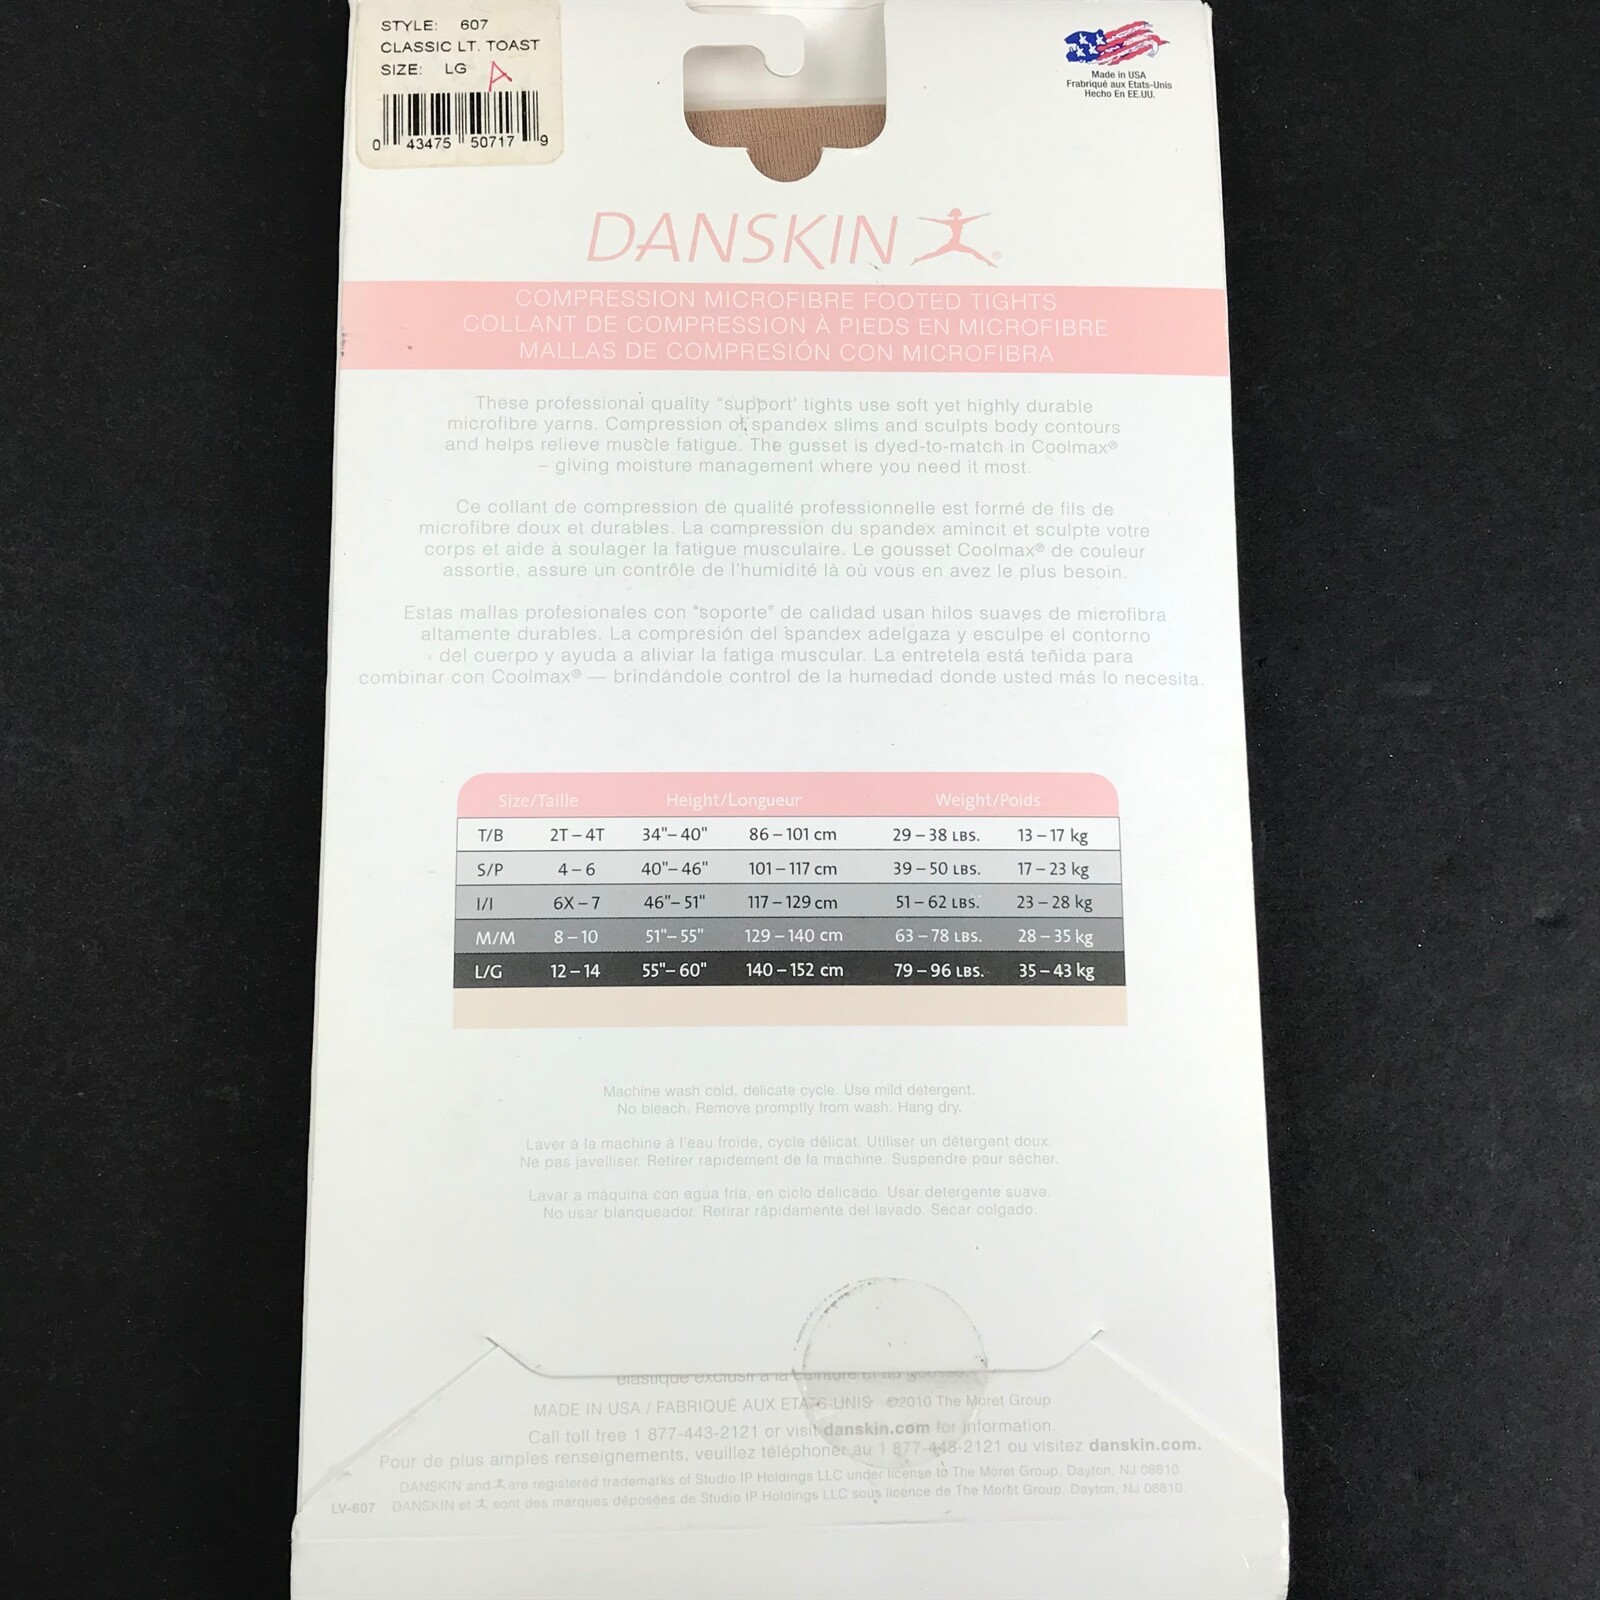 STYLE: 607
CLASSIC LT. TOAST
SIZE: LG A
0 43475 50717 9
Made in USA
Frabriqué aux Etats-Unis
Hecho En EE.UU.
DANSKIN ®
COMPRESSION MICROFIBRE FOOTED TIGHTS
COLLANT DE COMPRESSION À PIEDS EN MICROFIBRE
MALLAS DE COMPRESIÓN CON MICROFIBRA
These professional quality "support' tights use soft yet highly durable
microfibre yarns. Compression of spandex slims and sculpts body contours
and helps relieve muscle fatigue. The gusset is dyed-to-match in Coolmax®
– giving moisture management where you need it most.
Ce collant de compression de qualité professionnelle est formé de fils de
microfibre doux et durables. La compression du spandex amincit et sculpte votre
corps et aide à soulager la fatigue musculaire. Le gousset Coolmax® de couleur
assortie, assure un contrôle de l'humidité là où vous en avez le plus besoin.
Estas mallas profesionales con "soporte" de calidad usan hilos suaves de microfibra
altamente durables. La compresión del spandex adelgaza y esculpe el contorno
del cuerpo y ayuda a aliviar la fatiga muscular. La entretela está teñida para
combinar con Coolmax® — brindándole control de la humedad donde usted más lo necesita.
Size/Taille Height/Longueur Weight/Poids
T/B 2T – 4T 34"– 40" 86 – 101 cm 29 – 38 LBS. 13 – 17 kg
S/P 4 – 6 40"– 46" 101 – 117 cm 39 – 50 LBS. 17 – 23 kg
I/I 6X – 7 46"– 51" 117 – 129 cm 51 – 62 LBS. 23 – 28 kg
M/M 8 – 10 51"– 55" 129 – 140 cm 63 – 78 LBS. 28 – 35 kg
L/G 12 – 14 55"– 60" 140 – 152 cm 79 – 96 LBS. 35 – 43 kg
Machine wash cold, delicate cycle. Use mild detergent.
No bleach. Remove promptly from wash. Hang dry.
Laver à la machine à l'eau froide, cycle délicat. Utiliser un détergent doux.
Ne pas javelliser. Retirer rapidement de la machine. Suspendre pour sécher.
Lavar a máquina con agua fría, en ciclo delicado. Usar detergente suave.
No usar blanqueador. Retirar rápidamente del lavado. Secar colgado.
élastique exclusif à la ceinture et au
MADE IN USA / FABRIQUÉ AUX ETATS-UNIS ©2010 The Moret Group
Call toll free 1 877-443-2121 or visit danskin.com for information.
Pour de plus amples renseignements, veuillez téléphoner au 1 877-443-2121 ou visitez danskin.com.
DANSKIN and are registered trademarks of Studio IP Holdings LLC under license to The Moret Group, Dayton, NJ 08810.
LV-607 DANSKIN et sont des marques déposées de Studio IP Holdings LLC sous licence de The Moret Group, Dayton, NJ 08810.